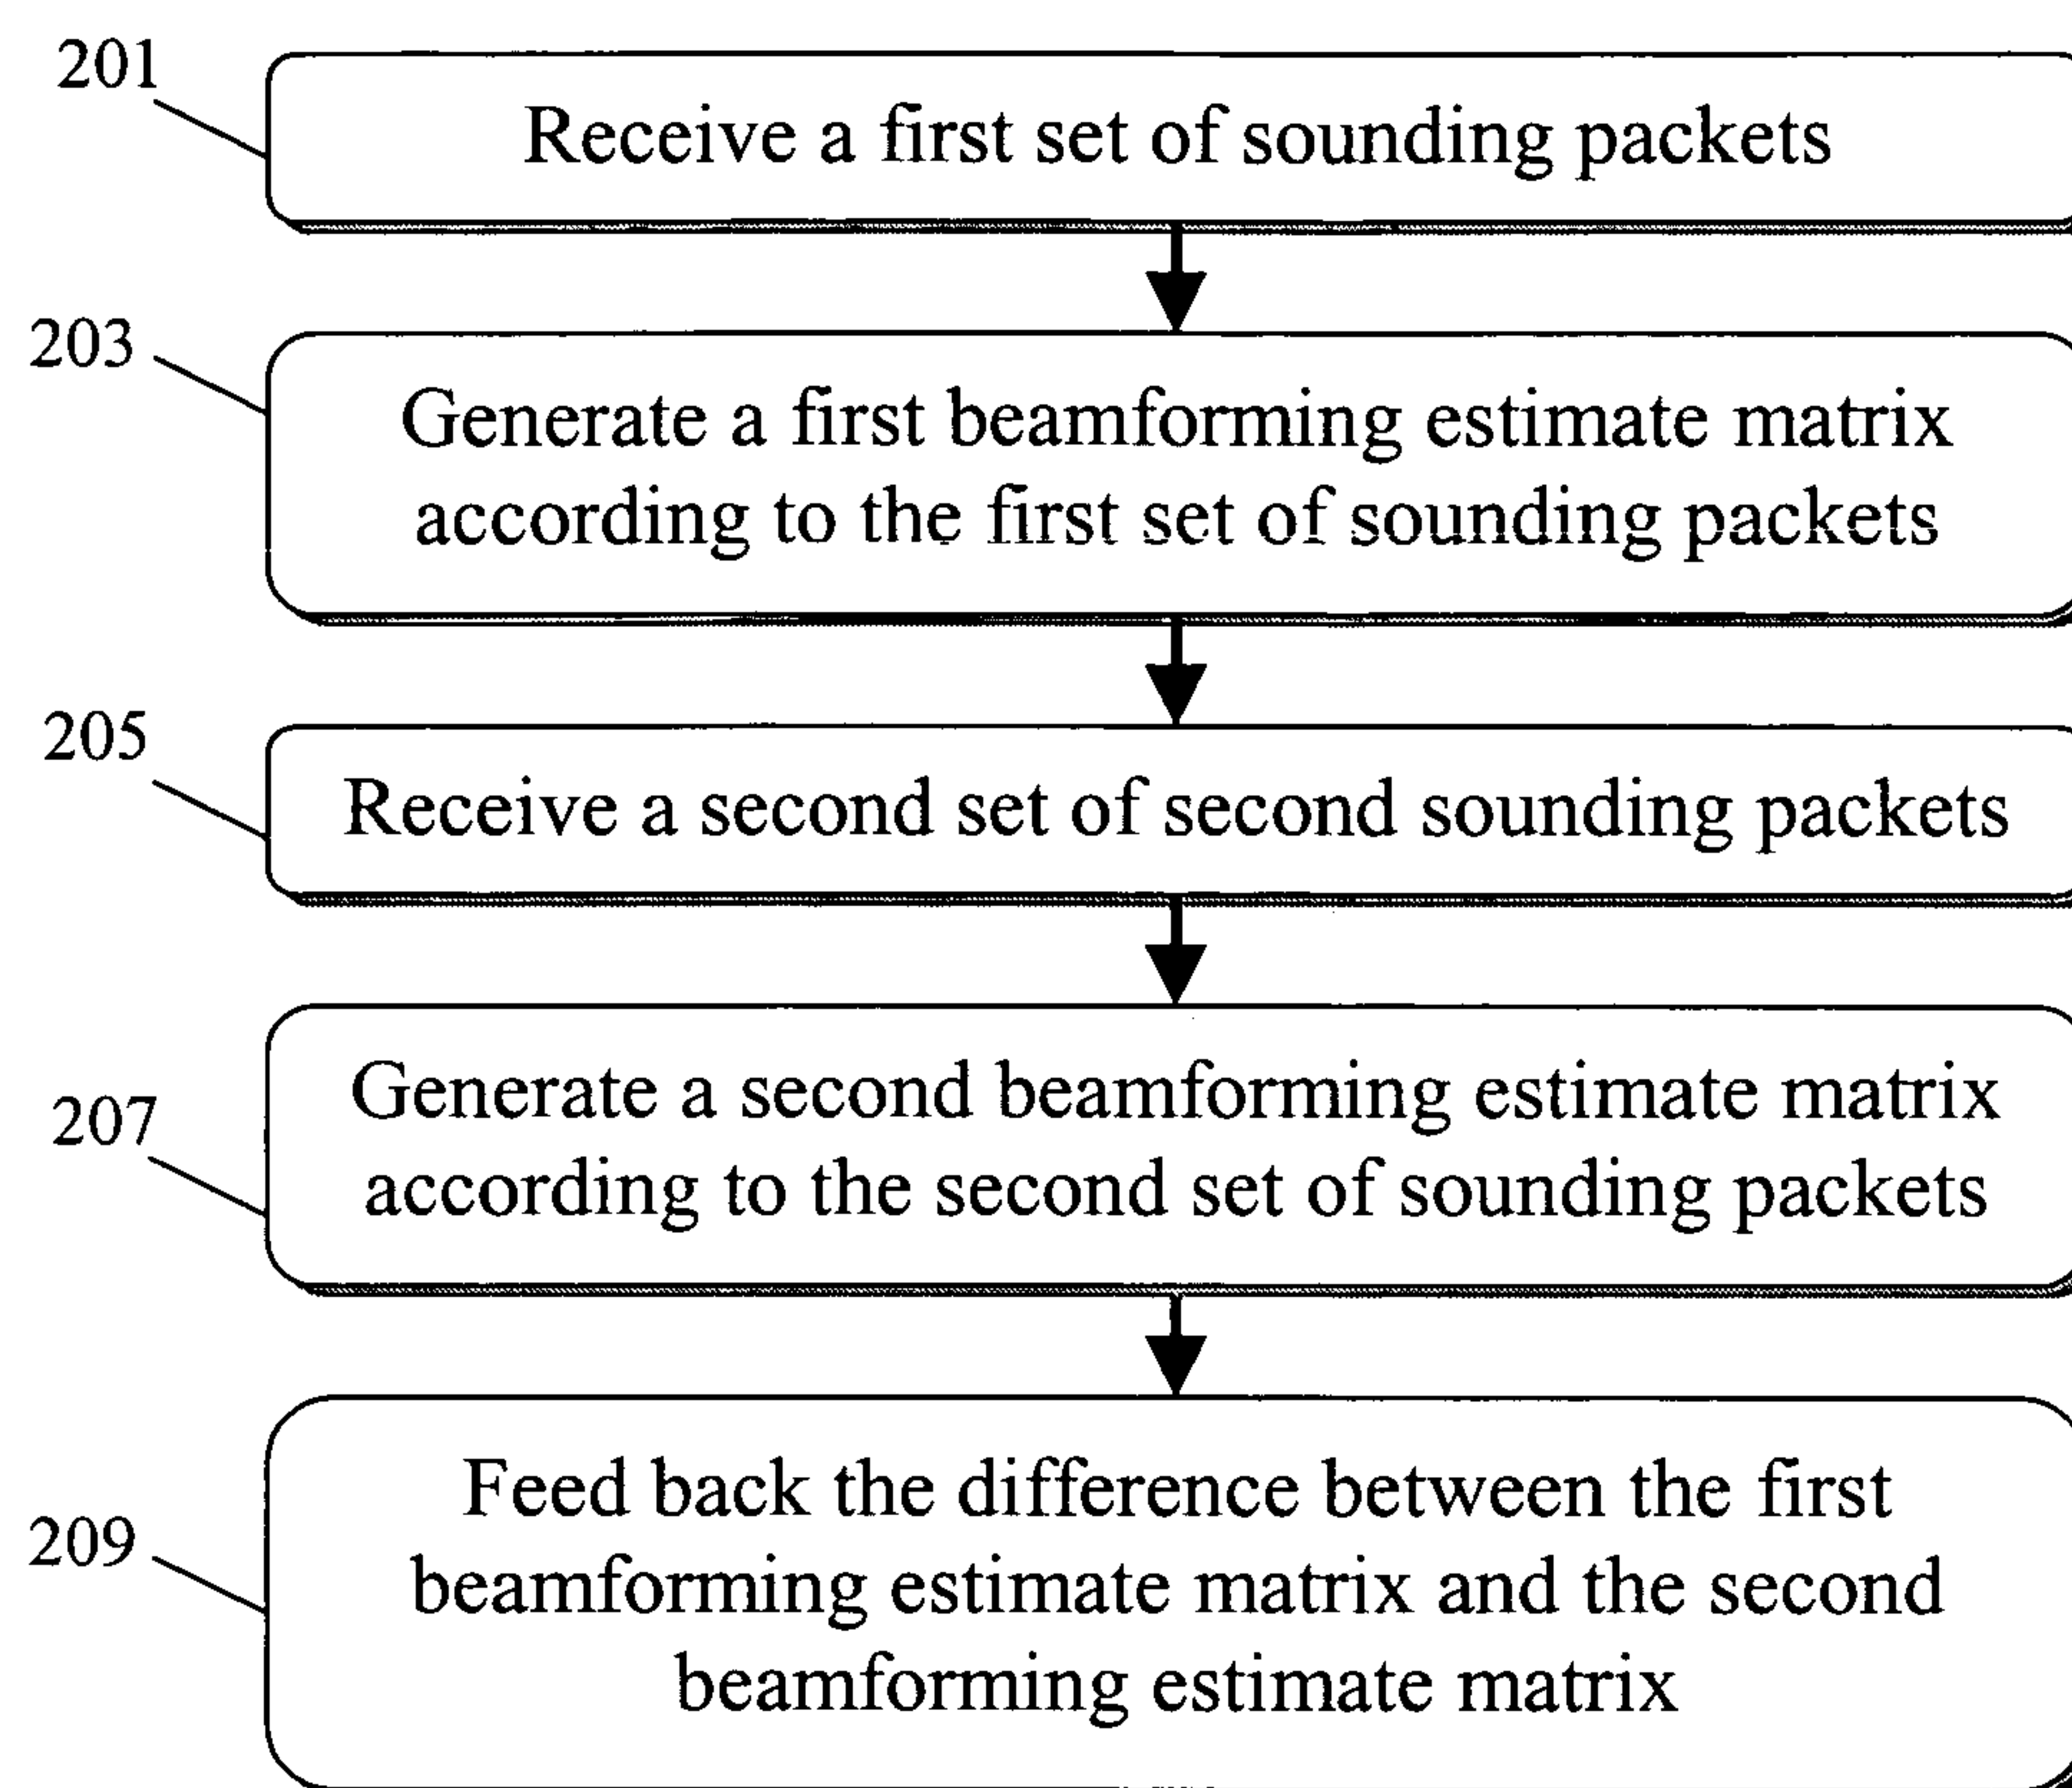 201
Receive a first set of sounding packets
203
Generate a first beamforming estimate matrix
according to the first set of sounding packets
205
Receive a second set of second sounding packets
207
Generate a second beamforming estimate matrix
according to the second set of sounding packets
209
Feed back the difference between the first
beamforming estimate matrix and the second
beamforming estimate matrix